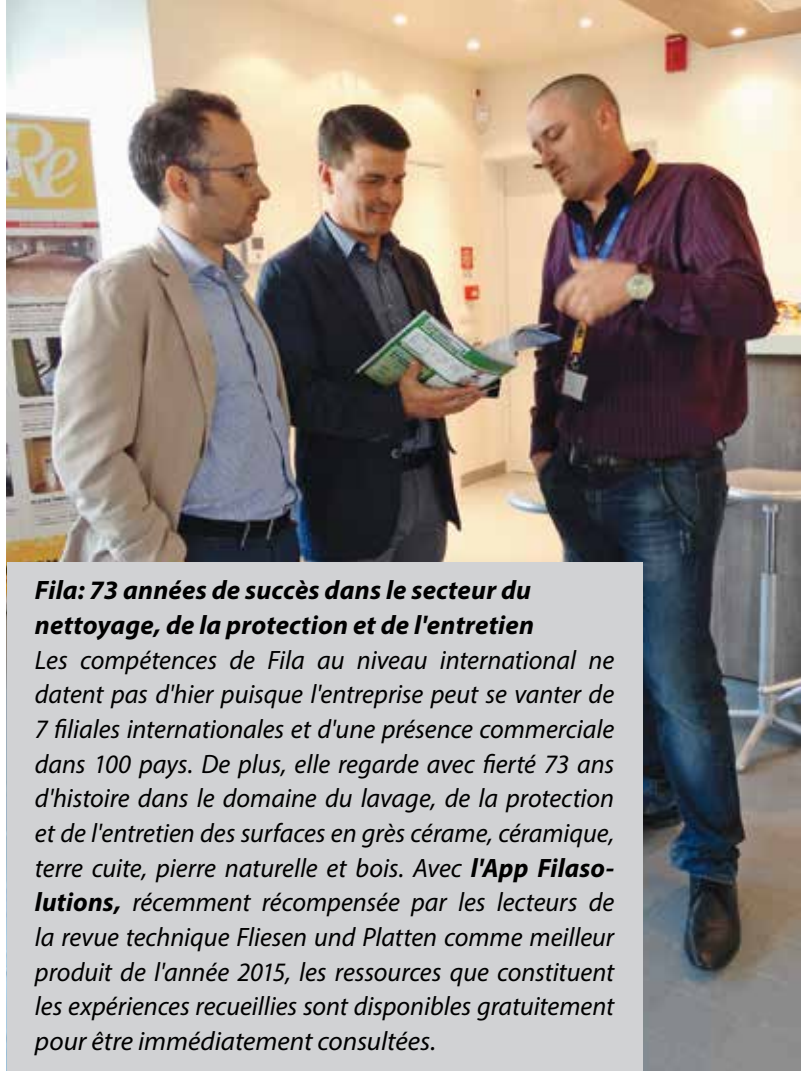 Re
Fila: 73 années de succès dans le secteur du
nettoyage, de la protection et de l'entretien
Les compétences de Fila au niveau international ne
datent pas d'hier puisque l'entreprise peut se vanter de
7 filiales internationales et d'une présence commerciale
dans 100 pays. De plus, elle regarde avec fierté 73 ans
d'histoire dans le domaine du lavage, de la protection
et de l'entretien des surfaces en grès cérame, céramique,
terre cuite, pierre naturelle et bois. Avec l'App Filaso-
lutions, récemment récompensée par les lecteurs de
la revue technique Fliesen und Platten comme meilleur
produit de l'année 2015, les ressources que constituent
les expériences recueillies sont disponibles gratuitement
pour être immédiatement consultées.